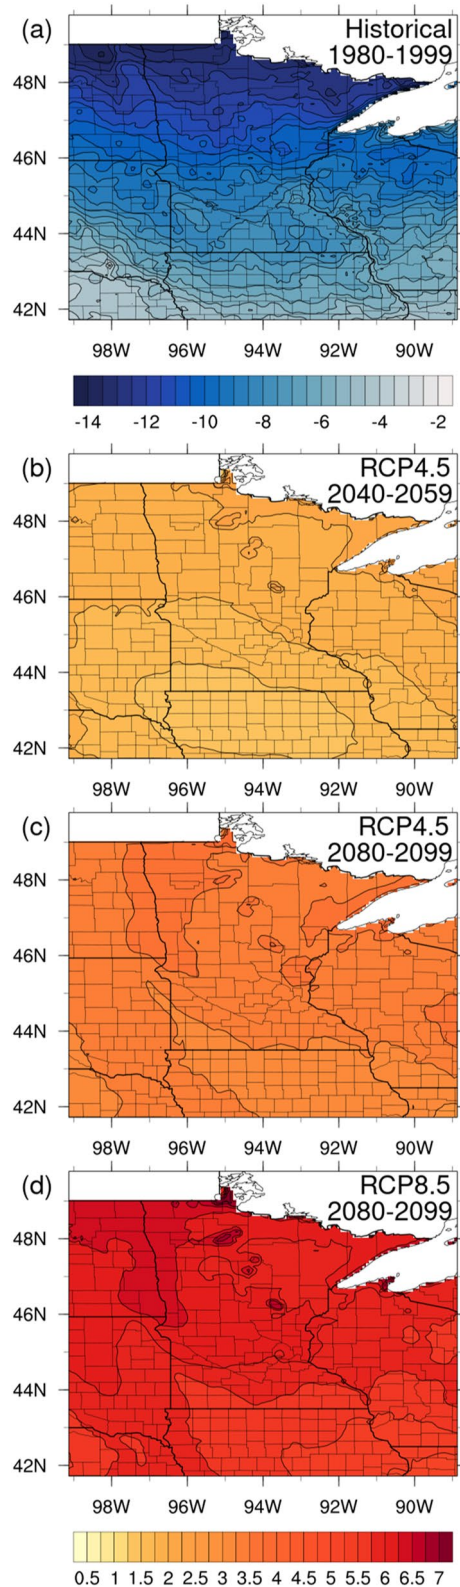 (a)
Historical
1980-1999
48N
46N
44N
42N
98W 96W 94W 92W 90W
-14 -12 -10 -8 -6 -4 -2
(b)
RCP4.5
2040-2059
48N
46N
44N
42N
98W 96W 94W 92W 90W
(c)
RCP4.5
2080-2099
48N
46N
44N
42N
98W 96W 94W 92W 90W
(d)
RCP8.5
2080-2099
48N
46N
44N
42N
98W 96W 94W 92W 90W
0.5 1 1.5 2 2.5 3 3.5 4 4.5 5 5.5 6 6.5 7